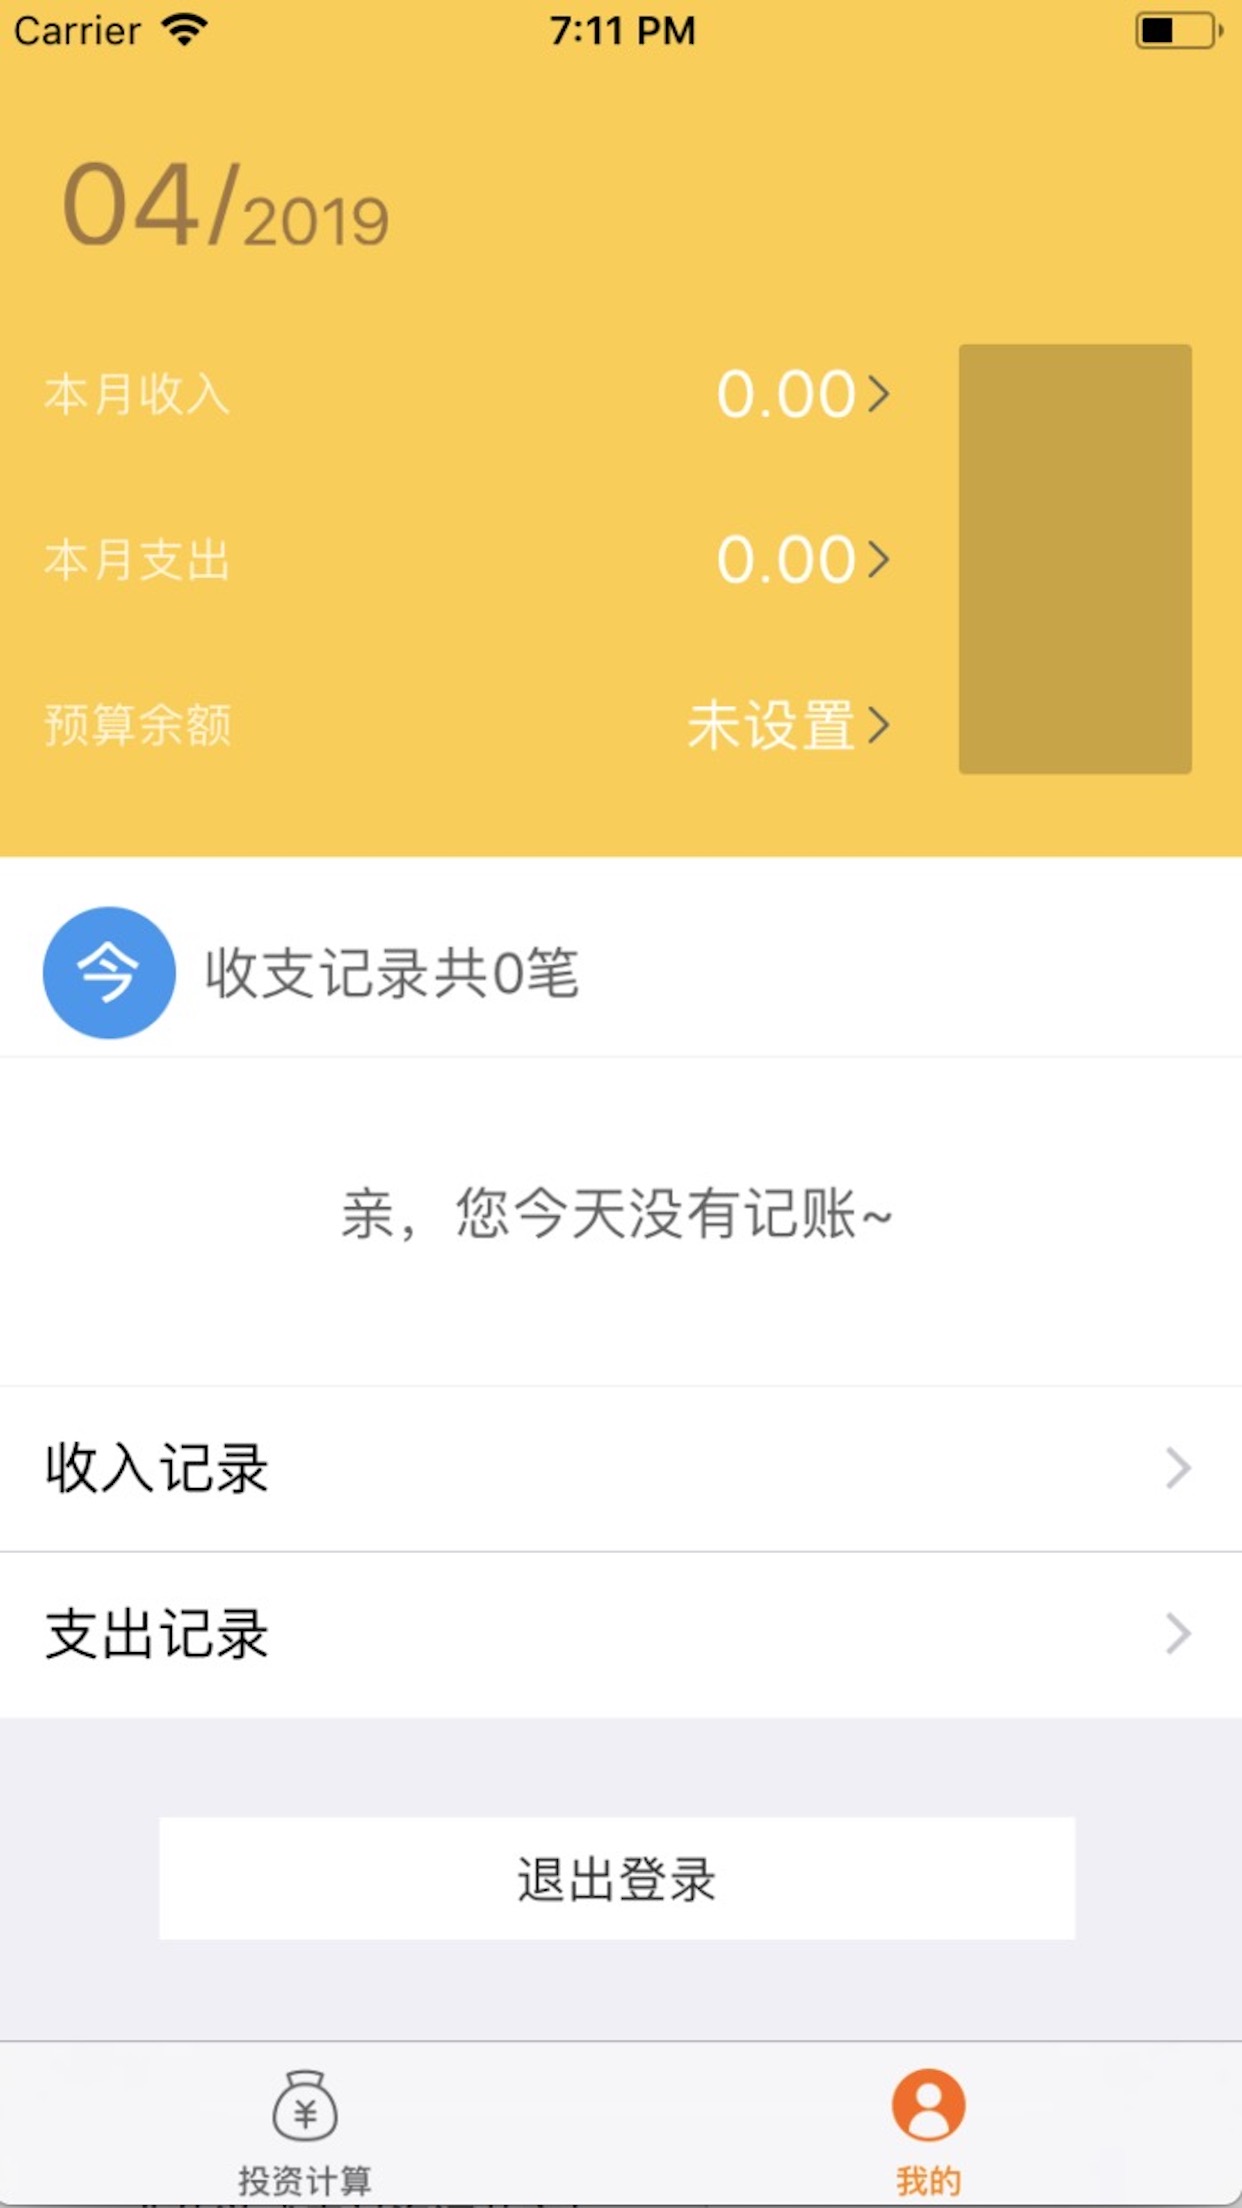 Carrier 7:11 PM
04/2019
本月收入 0.00
本月支出 0.00
预算余额 未设置
今 收支记录共0笔
亲，您今天没有记账~
收入记录
支出记录
退出登录
¥
投资计算 我的